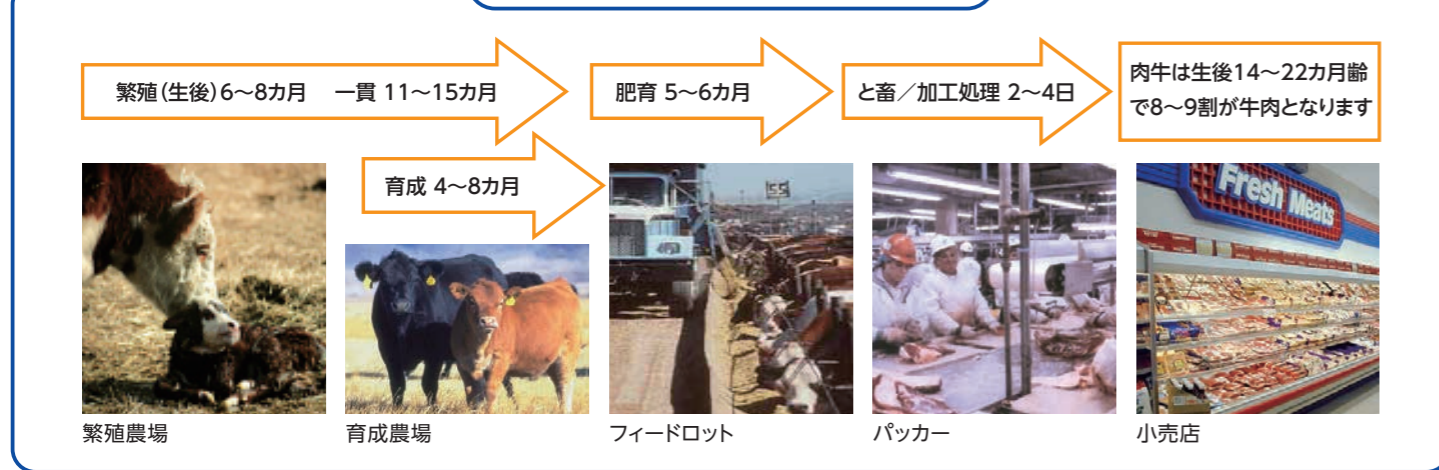 繁殖(生後)6〜8カ月　一貫 11〜15カ月
肥育 5〜6カ月
と畜／加工処理 2〜4日
肉牛は生後14〜22カ月齢
で8〜9割が牛肉となります
育成 4〜8カ月
55
Fresh Meats
繁殖農場
育成農場
フィードロット
パッカー
小売店